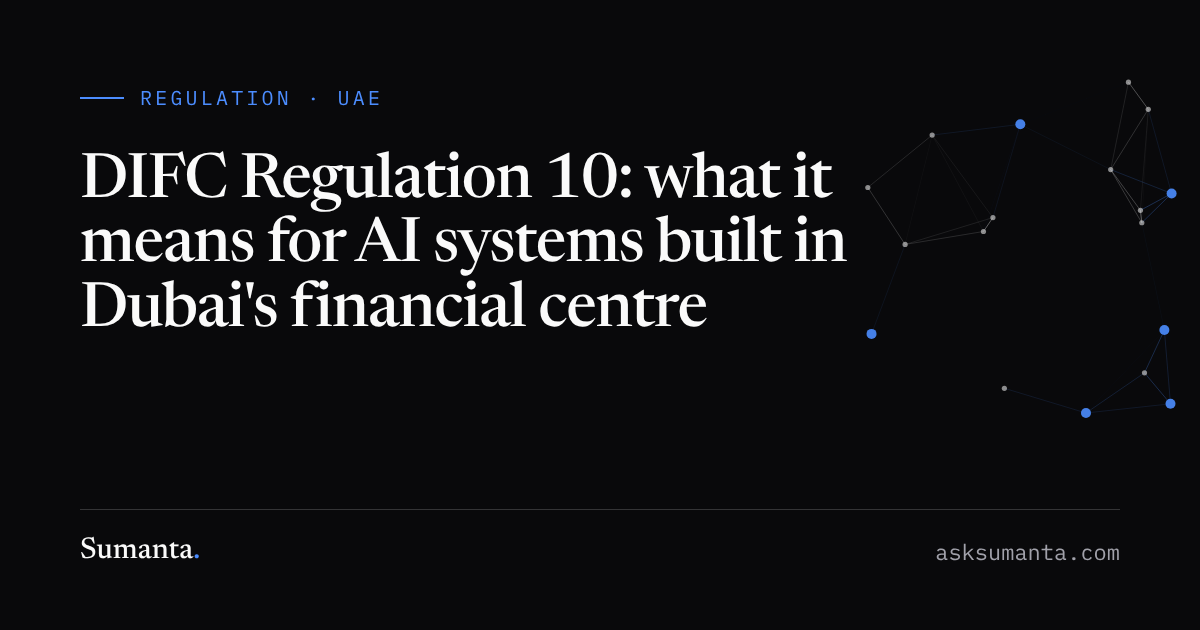 REGULATION · UAE
DIFC Regulation 10: what it
means for AI systems built in
Dubai's financial centre
Sumanta.
asksumanta.com